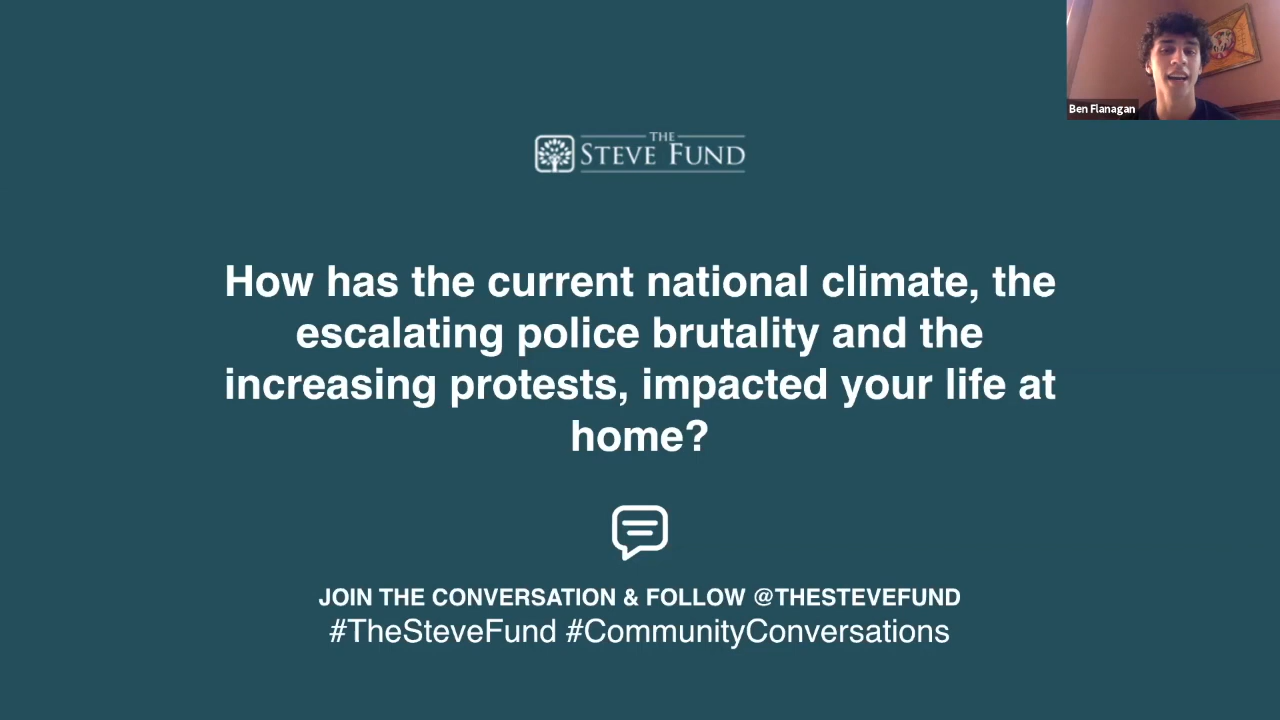 Ben Flanagan
THE
STEVE FUND
How has the current national climate, the
escalating police brutality and the
increasing protests, impacted your life at
home?
JOIN THE CONVERSATION & FOLLOW @THESTEVEFUND
#TheSteveFund #CommunityConversations